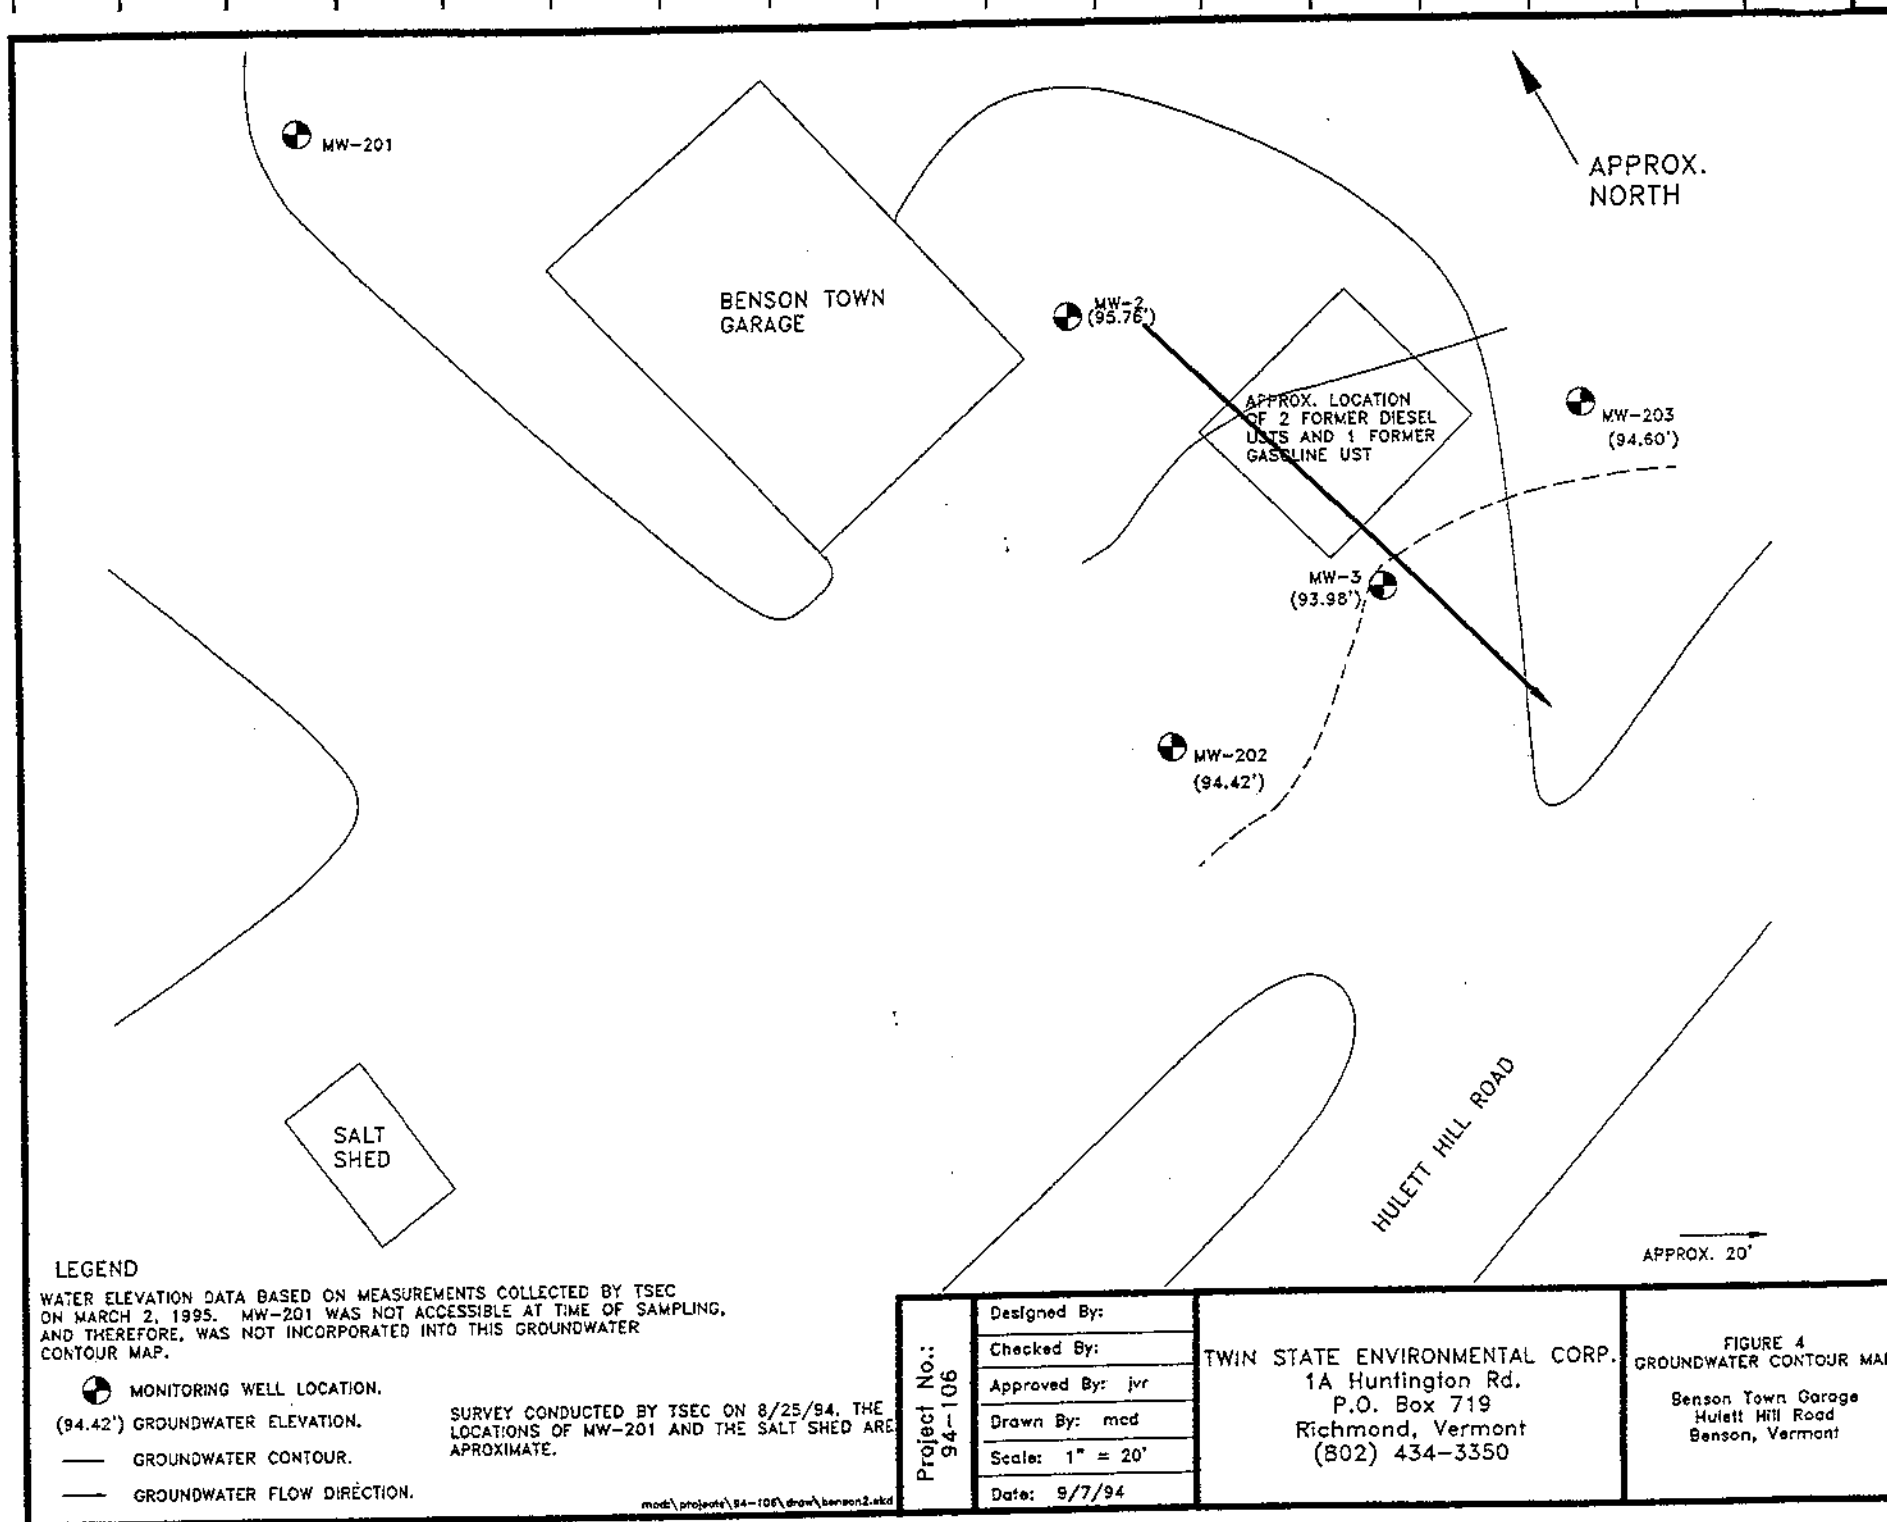 MW-201
APPROX.
NORTH
BENSON TOWN
GARAGE
MW-2
(95.76')
APPROX. LOCATION
OF 2 FORMER DIESEL
USTS AND 1 FORMER
GASOLINE UST
MW-203
(94.60')
MW-3
(93.98')
MW-202
(94.42')
SALT
SHED
HULETT HILL ROAD
APPROX. 20'
LEGEND
WATER ELEVATION DATA BASED ON MEASUREMENTS COLLECTED BY TSEC
ON MARCH 2, 1995. MW-201 WAS NOT ACCESSIBLE AT TIME OF SAMPLING,
AND THEREFORE, WAS NOT INCORPORATED INTO THIS GROUNDWATER
CONTOUR MAP.
MONITORING WELL LOCATION.
(94.42') GROUNDWATER ELEVATION.
GROUNDWATER CONTOUR.
GROUNDWATER FLOW DIRECTION.
SURVEY CONDUCTED BY TSEC ON 8/25/94. THE
LOCATIONS OF MW-201 AND THE SALT SHED ARE
APROXIMATE.
Project No.:
94-106
Designed By:
Checked By:
Approved By: jvr
Drawn By: mcd
Scale: 1" = 20'
Date: 9/7/94
TWIN STATE ENVIRONMENTAL CORP.
1A Huntington Rd.
P.O. Box 719
Richmond, Vermont
(802) 434-3350
FIGURE 4
GROUNDWATER CONTOUR MA
Benson Town Garage
Hulett Hill Road
Benson, Vermont